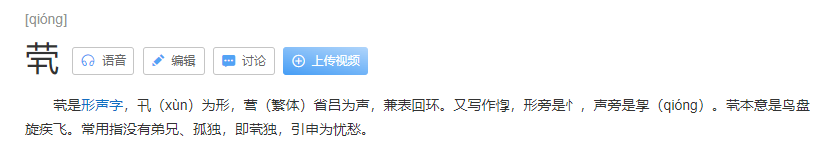 [qióng]
茕 语音 编辑 讨论 上传视频
茕是形声字，卂（xùn）为形，营（繁体）省吕为声，兼表回环。又写作惸，形旁是忄，声旁是㝁（qióng）。茕本意是鸟盘
旋疾飞。常用指没有弟兄、孤独，即茕独，引申为忧愁。